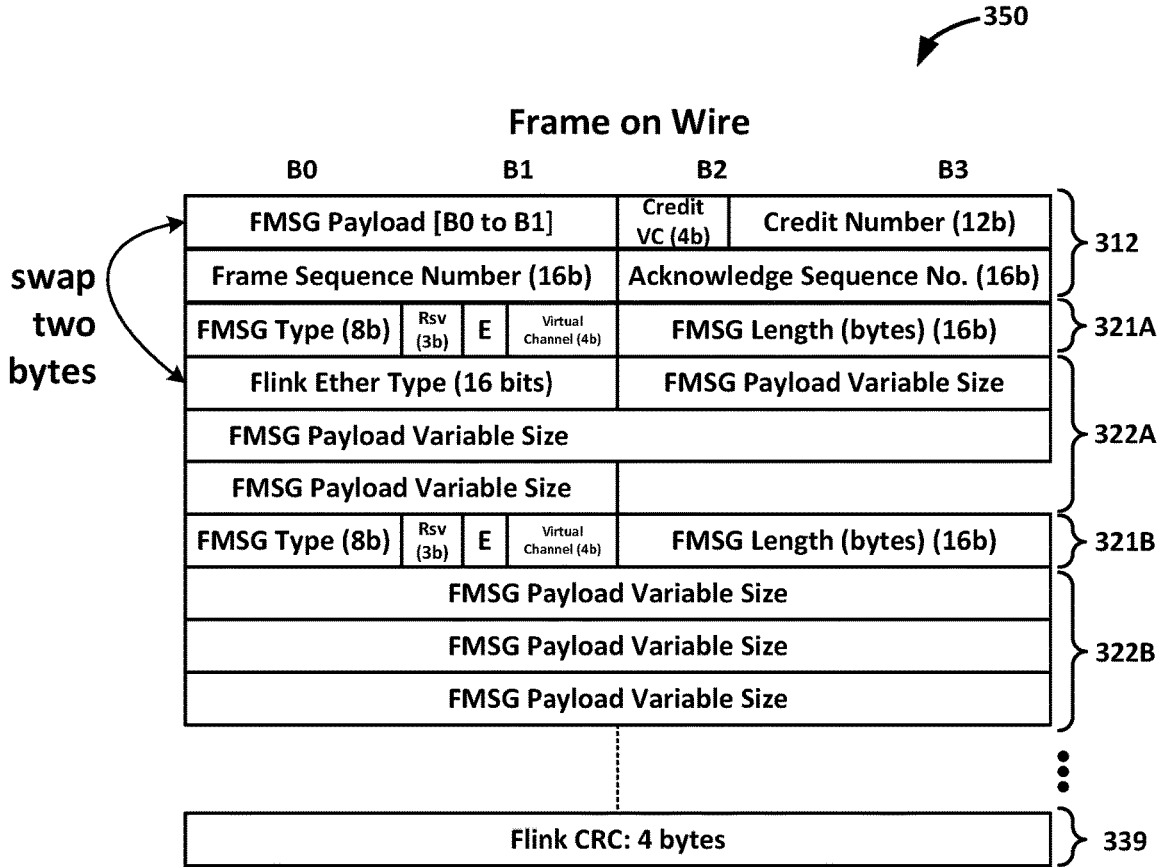 350
Frame on Wire
B0 B1 B2 B3
FMSG Payload [B0 to B1] Credit VC (4b) Credit Number (12b)
312
Frame Sequence Number (16b) Acknowledge Sequence No. (16b)
swap
two
bytes
FMSG Type (8b) Rsv (3b) E Virtual Channel (4b) FMSG Length (bytes) (16b) 321A
Flink Ether Type (16 bits) FMSG Payload Variable Size
FMSG Payload Variable Size 322A
FMSG Payload Variable Size
FMSG Type (8b) Rsv (3b) E Virtual Channel (4b) FMSG Length (bytes) (16b) 321B
FMSG Payload Variable Size
FMSG Payload Variable Size 322B
FMSG Payload Variable Size
Flink CRC: 4 bytes 339